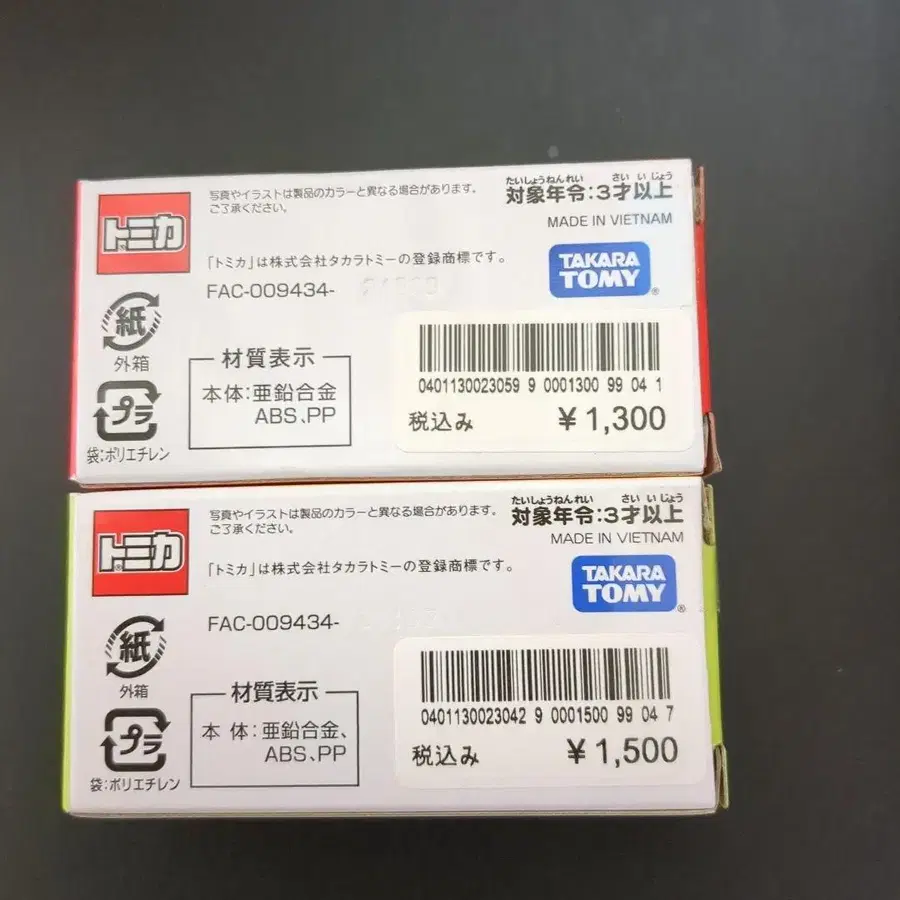 トミカ
写真やイラストは製品のカラーと異なる場合があります。
ご了承ください。
たいしょうねんれい さい いじょう
対象年令:3才以上
MADE IN VIETNAM
「トミカ」は株式会社タカラトミーの登録商標です。
TAKARA
TOMY®
FAC-009434-
紙
外箱
プラ
袋:ポリエチレン
材質表示
本体:亜鉛合金
ABS、PP
0401130023059 9 0001300 99 04 1
税込み ¥1,300
トミカ
写真やイラストは製品のカラーと異なる場合があります。
ご了承ください。
たいしょうねんれい さい いじょう
対象年令:3才以上
MADE IN VIETNAM
「トミカ」は株式会社タカラトミーの登録商標です。
TAKARA
TOMY®
FAC-009434-
紙
外箱
プラ
袋:ポリエチレン
材質表示
本 体:亜鉛合金、
ABS、PP
0401130023042 9 0001500 99 04 7
税込み ¥1,500